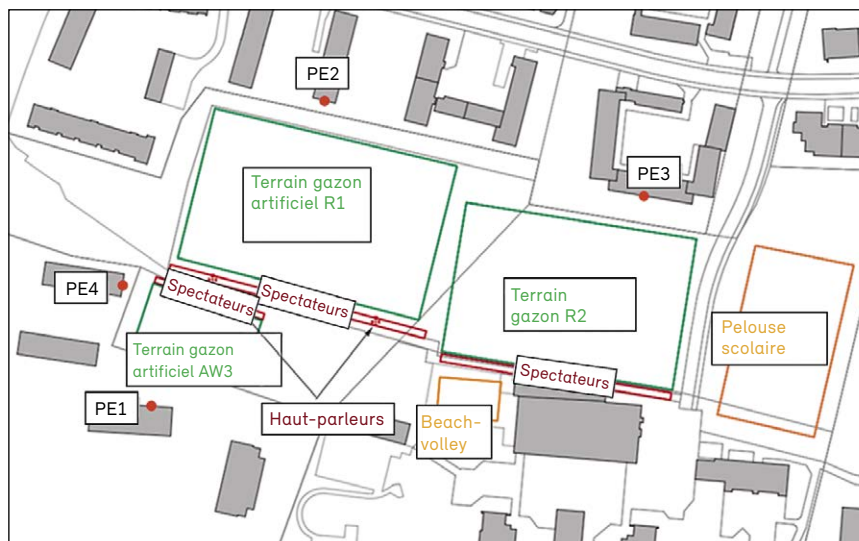 PE2
Terrain gazon
artificiel R1
PE3
PE4
Spectateurs
Spectateurs
Terrain
gazon R2
Pelouse
scolaire
Terrain gazon
artificiel AW3
Spectateurs
PE1
Haut-parleurs
Beach-
volley